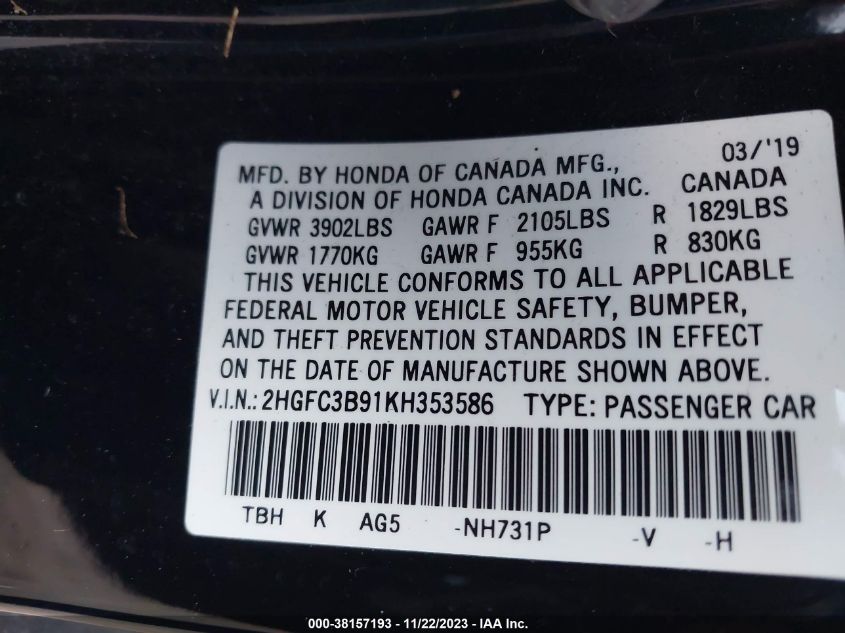 03/'19
MFD. BY HONDA OF CANADA MFG.,
A DIVISION OF HONDA CANADA INC. CANADA
GVWR 3902LBS GAWR F 2105LBS R 1829LBS
GVWR 1770KG GAWR F 955KG R 830KG
THIS VEHICLE CONFORMS TO ALL APPLICABLE
FEDERAL MOTOR VEHICLE SAFETY, BUMPER,
AND THEFT PREVENTION STANDARDS IN EFFECT
ON THE DATE OF MANUFACTURE SHOWN ABOVE.
V.I.N.: 2HGFC3B91KH353586 TYPE: PASSENGER CAR
TBH K AG5 -NH731P -V -H
000-38157193 - 11/22/2023 - IAA Inc.